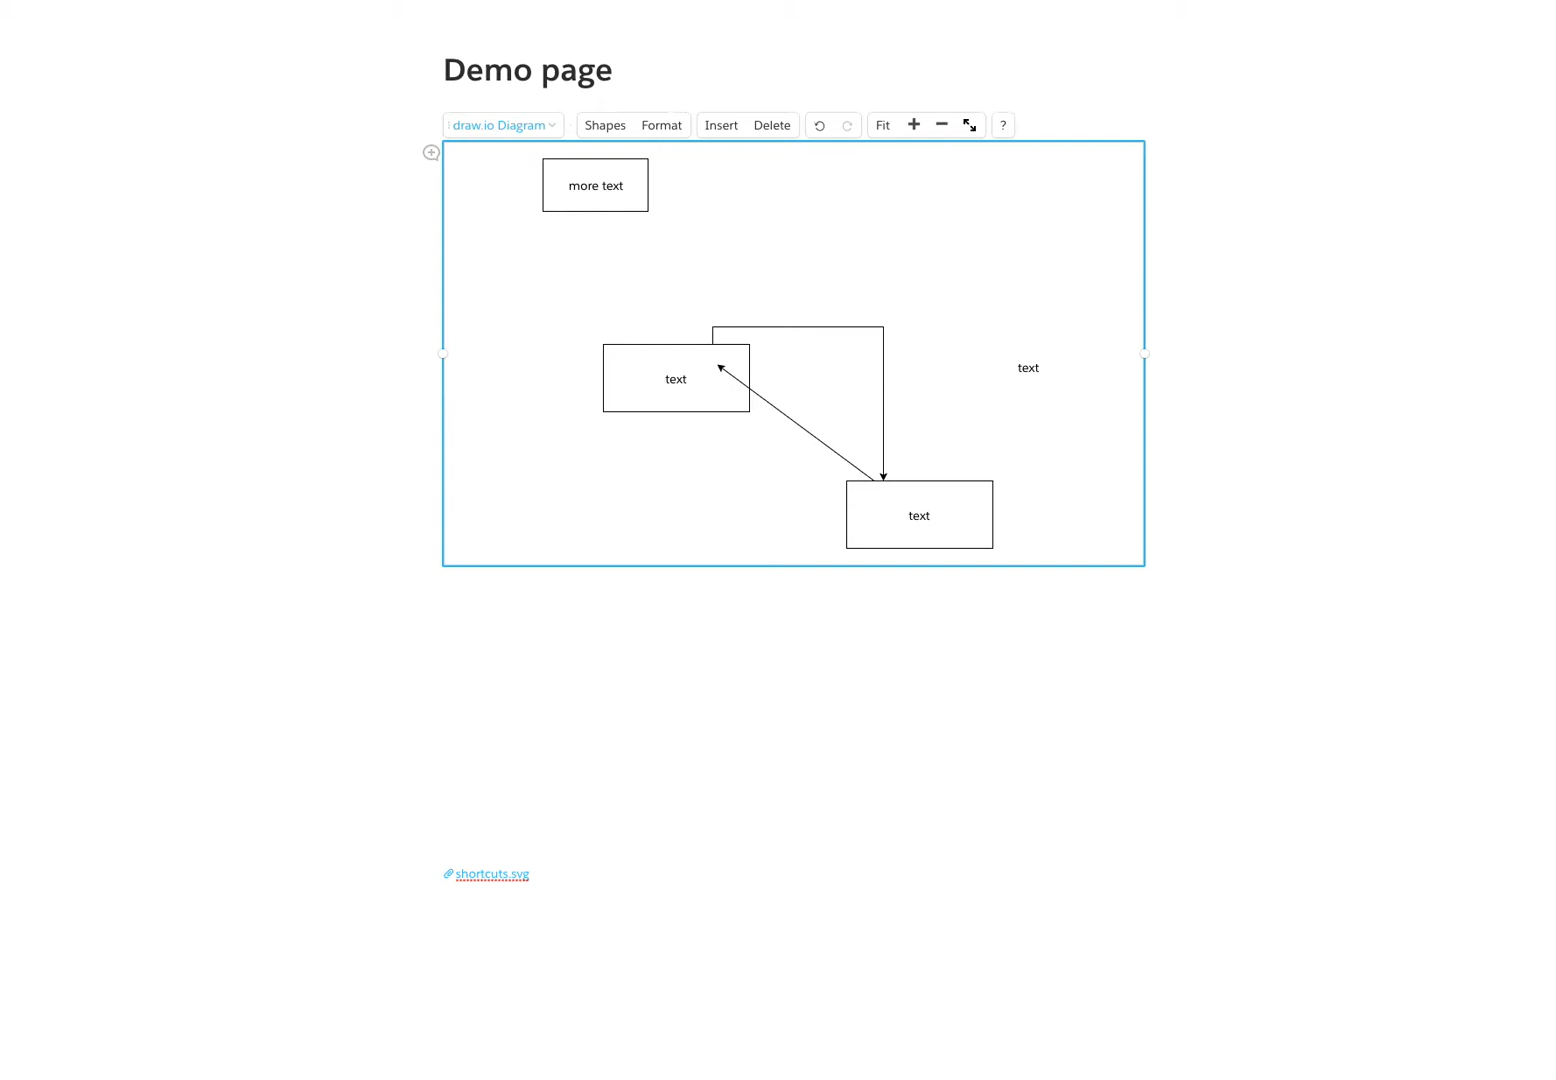 Demo page
draw.io Diagram Shapes Format Insert Delete Fit + − ?
more text
text
text
text
shortcuts.svg